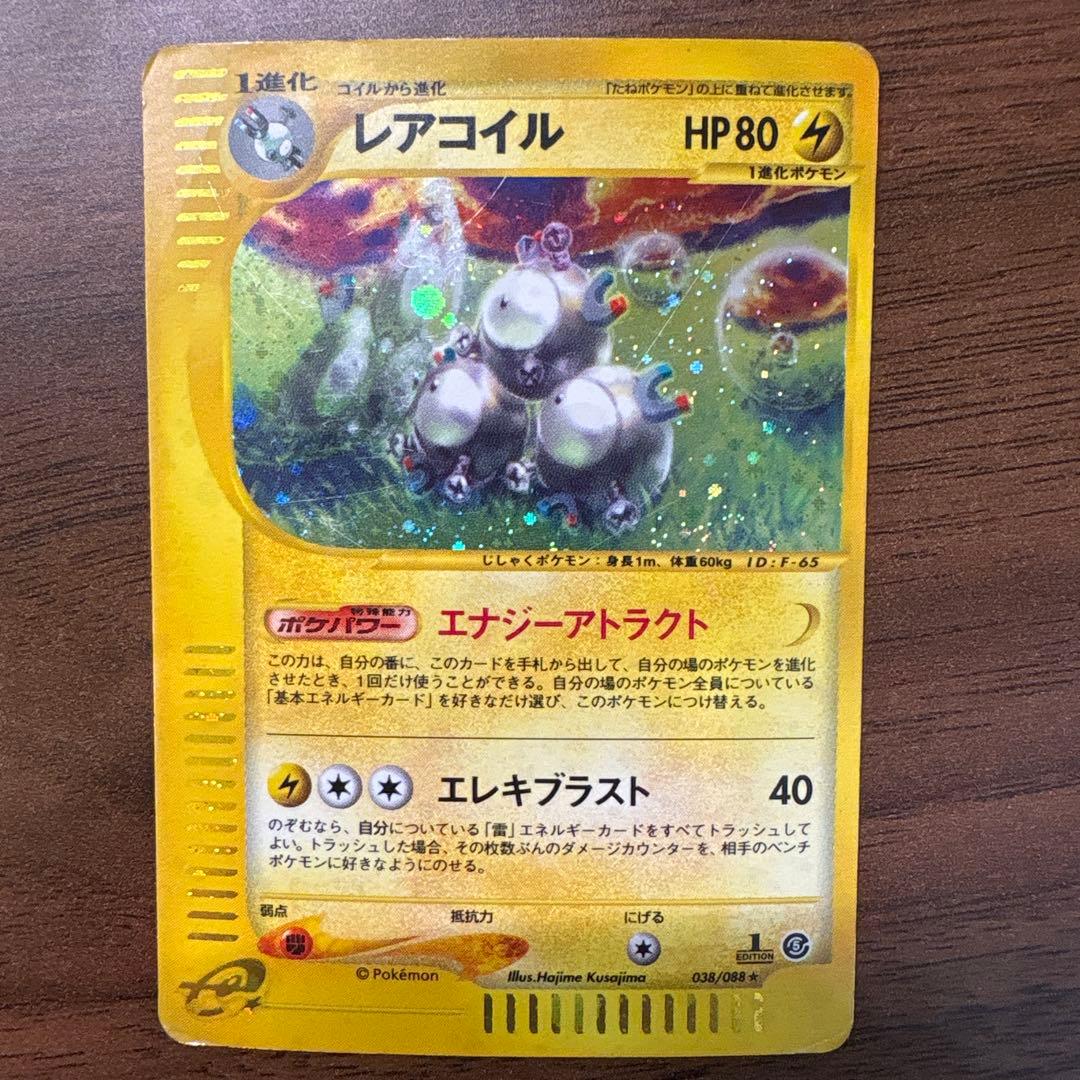 1進化 コイルから進化 「たねポケモン」の上に重ねて進化させます。
レアコイル HP80
1進化ポケモン
じしゃくポケモン:身長1m、体重60kg ID:F-65
特殊能力
ポケパワー エナジーアトラクト
この力は、自分の番に、このカードを手札から出して、自分の場のポケモンを進化
させたとき、1回だけ使うことができる。自分の場のポケモン全員についている
「基本エネルギーカード」を好きなだけ選び、このポケモンにつけ替える。
エレキブラスト 40
のぞむなら、自分についている「雷」エネルギーカードをすべてトラッシュして
よい。トラッシュした場合、その枚数ぶんのダメージカウンターを、相手のベンチ
ポケモンに好きなようにのせる。
弱点 抵抗力 にげる
1
EDITION
5
© Pokémon Illus.Hajime Kusajima 038/088★
e